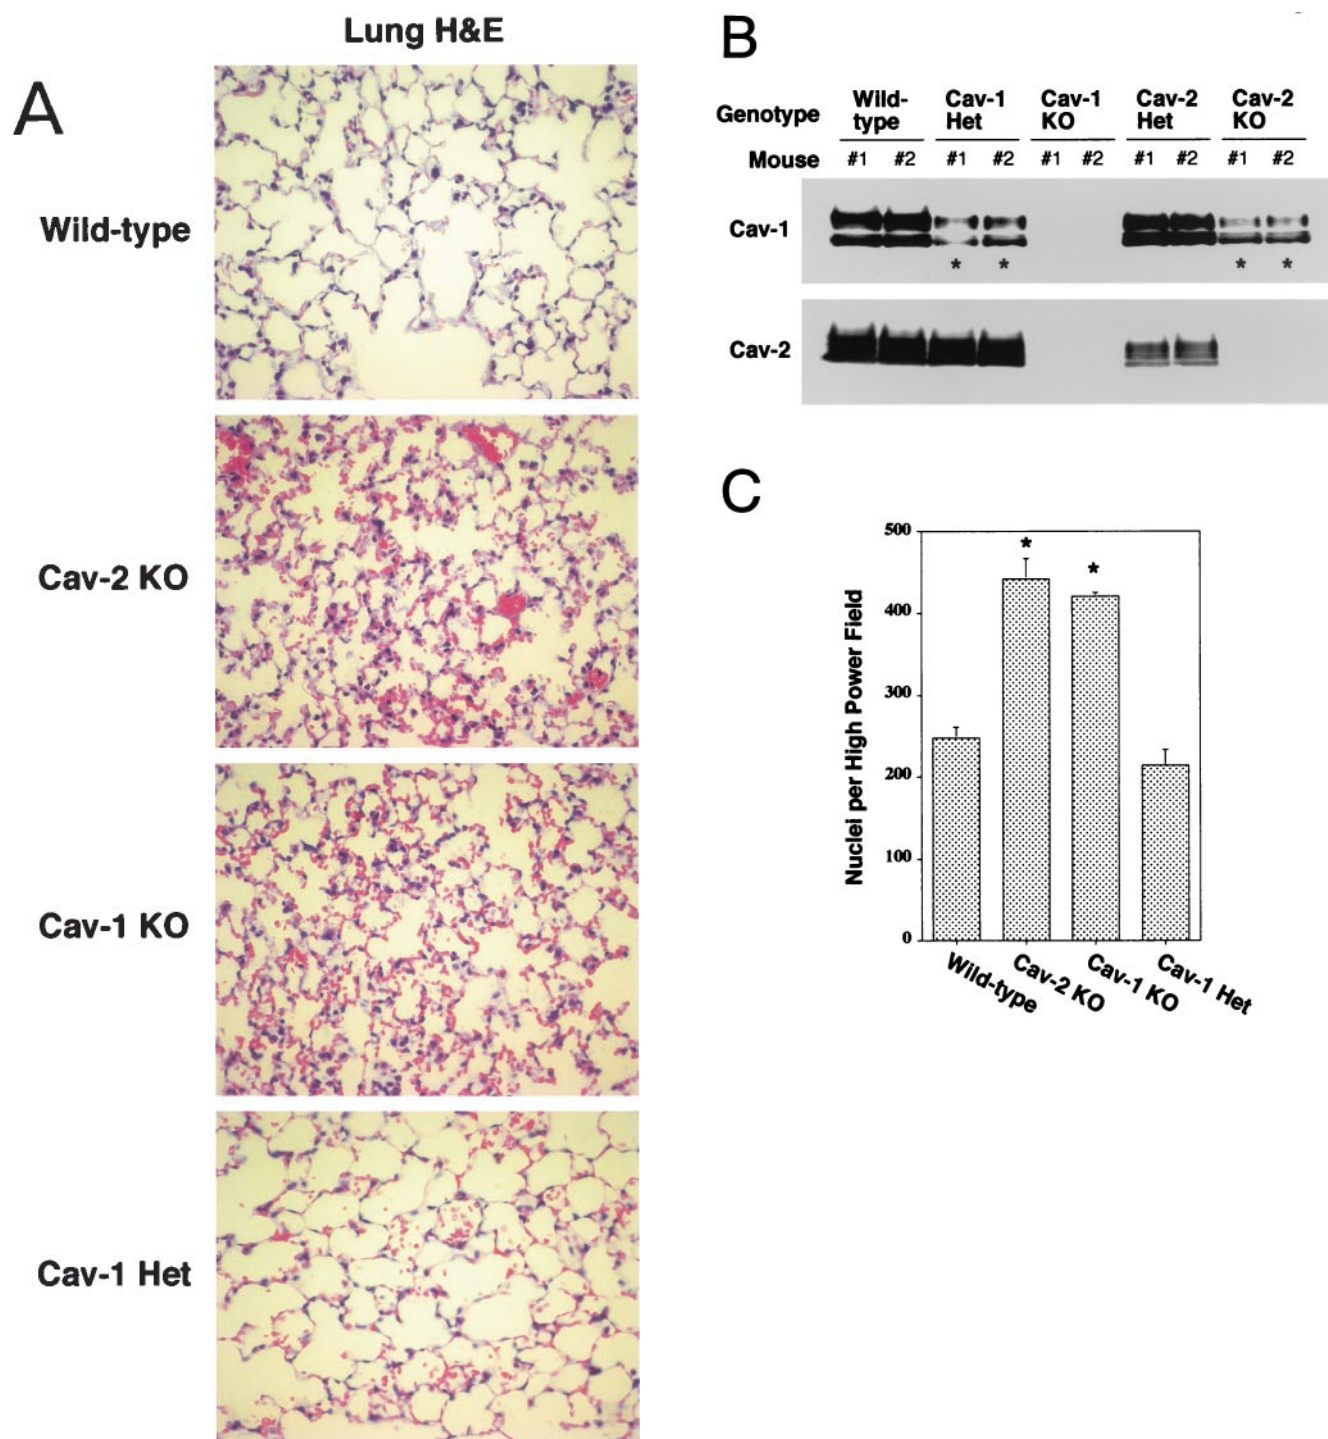 Lung H&E
A
Wild-type
Cav-2 KO
Cav-1 KO
Cav-1 Het
B
Genotype
Wild-
type
Cav-1
Het
Cav-1
KO
Cav-2
Het
Cav-2
KO
Mouse #1 #2 #1 #2 #1 #2 #1 #2 #1 #2
Cav-1
* * * *
Cav-2
C
Nuclei per High Power Field
500
400
300
200
100
0
* *
Wild-type
Cav-2 KO
Cav-1 KO
Cav-1 Het